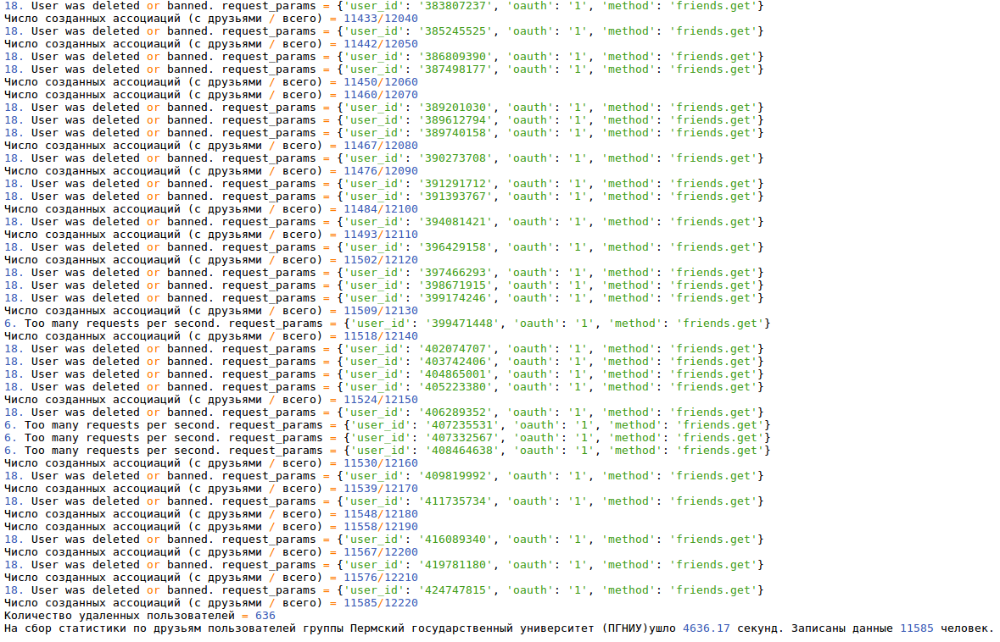 18. User was deleted or banned. request_params = {'user_id': '383807237', 'oauth': '1', 'method': 'friends.get'}
Число созданных ассоциаций (с друзьями / всего) = 11433/12040
18. User was deleted or banned. request_params = {'user_id': '385245525', 'oauth': '1', 'method': 'friends.get'}
Число созданных ассоциаций (с друзьями / всего) = 11442/12050
18. User was deleted or banned. request_params = {'user_id': '386809390', 'oauth': '1', 'method': 'friends.get'}
18. User was deleted or banned. request_params = {'user_id': '387498177', 'oauth': '1', 'method': 'friends.get'}
Число созданных ассоциаций (с друзьями / всего) = 11450/12060
Число созданных ассоциаций (с друзьями / всего) = 11460/12070
18. User was deleted or banned. request_params = {'user_id': '389201030', 'oauth': '1', 'method': 'friends.get'}
18. User was deleted or banned. request_params = {'user_id': '389612794', 'oauth': '1', 'method': 'friends.get'}
18. User was deleted or banned. request_params = {'user_id': '389740158', 'oauth': '1', 'method': 'friends.get'}
Число созданных ассоциаций (с друзьями / всего) = 11467/12080
18. User was deleted or banned. request_params = {'user_id': '390273708', 'oauth': '1', 'method': 'friends.get'}
Число созданных ассоциаций (с друзьями / всего) = 11476/12090
18. User was deleted or banned. request_params = {'user_id': '391291712', 'oauth': '1', 'method': 'friends.get'}
18. User was deleted or banned. request_params = {'user_id': '391393767', 'oauth': '1', 'method': 'friends.get'}
Число созданных ассоциаций (с друзьями / всего) = 11484/12100
18. User was deleted or banned. request_params = {'user_id': '394081421', 'oauth': '1', 'method': 'friends.get'}
Число созданных ассоциаций (с друзьями / всего) = 11493/12110
18. User was deleted or banned. request_params = {'user_id': '396429158', 'oauth': '1', 'method': 'friends.get'}
Число созданных ассоциаций (с друзьями / всего) = 11502/12120
18. User was deleted or banned. request_params = {'user_id': '397466293', 'oauth': '1', 'method': 'friends.get'}
18. User was deleted or banned. request_params = {'user_id': '398671915', 'oauth': '1', 'method': 'friends.get'}
18. User was deleted or banned. request_params = {'user_id': '399174246', 'oauth': '1', 'method': 'friends.get'}
Число созданных ассоциаций (с друзьями / всего) = 11509/12130
6. Too many requests per second. request_params = {'user_id': '399471448', 'oauth': '1', 'method': 'friends.get'}
Число созданных ассоциаций (с друзьями / всего) = 11518/12140
18. User was deleted or banned. request_params = {'user_id': '402074707', 'oauth': '1', 'method': 'friends.get'}
18. User was deleted or banned. request_params = {'user_id': '403742406', 'oauth': '1', 'method': 'friends.get'}
18. User was deleted or banned. request_params = {'user_id': '404865001', 'oauth': '1', 'method': 'friends.get'}
18. User was deleted or banned. request_params = {'user_id': '405223380', 'oauth': '1', 'method': 'friends.get'}
Число созданных ассоциаций (с друзьями / всего) = 11524/12150
18. User was deleted or banned. request_params = {'user_id': '406289352', 'oauth': '1', 'method': 'friends.get'}
6. Too many requests per second. request_params = {'user_id': '407235531', 'oauth': '1', 'method': 'friends.get'}
6. Too many requests per second. request_params = {'user_id': '407332567', 'oauth': '1', 'method': 'friends.get'}
6. Too many requests per second. request_params = {'user_id': '408464638', 'oauth': '1', 'method': 'friends.get'}
Число созданных ассоциаций (с друзьями / всего) = 11530/12160
18. User was deleted or banned. request_params = {'user_id': '409819992', 'oauth': '1', 'method': 'friends.get'}
Число созданных ассоциаций (с друзьями / всего) = 11539/12170
18. User was deleted or banned. request_params = {'user_id': '411735734', 'oauth': '1', 'method': 'friends.get'}
Число созданных ассоциаций (с друзьями / всего) = 11548/12180
Число созданных ассоциаций (с друзьями / всего) = 11558/12190
18. User was deleted or banned. request_params = {'user_id': '416089340', 'oauth': '1', 'method': 'friends.get'}
Число созданных ассоциаций (с друзьями / всего) = 11567/12200
18. User was deleted or banned. request_params = {'user_id': '419781180', 'oauth': '1', 'method': 'friends.get'}
Число созданных ассоциаций (с друзьями / всего) = 11576/12210
18. User was deleted or banned. request_params = {'user_id': '424747815', 'oauth': '1', 'method': 'friends.get'}
Число созданных ассоциаций (с друзьями / всего) = 11585/12220
Количество удаленных пользователей = 636
На сбор статистики по друзьям пользователей группы Пермский государственный университет (ПГНИУ)ушло 4636.17 секунд. Записаны данные 11585 человек.